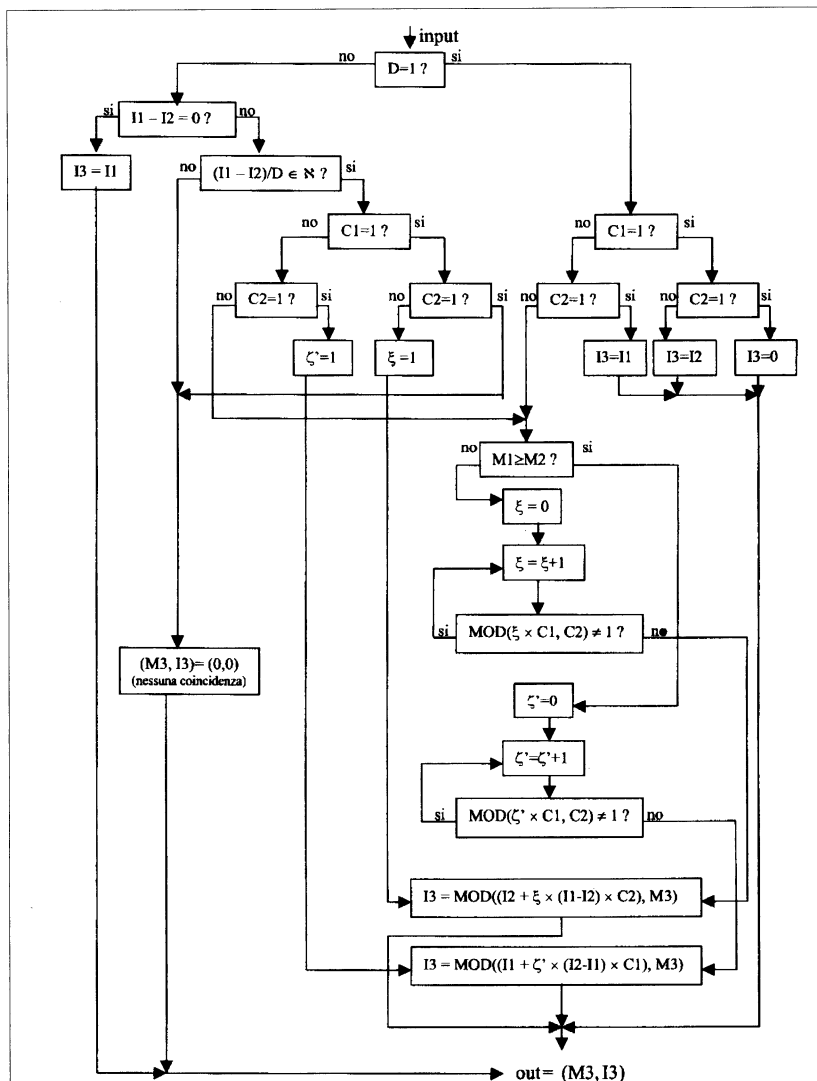 input
no D=1 ? si
si I1 – I2 = 0 ? no
I3 = I1
no (I1 – I2)/D ∈ ℵ ? si
no C1=1 ? si
no C1=1 ? si
no C2=1 ? si
no C2=1 ? si
no C2=1 ? si
no C2=1 ? si
ζ'=1
ξ =1
I3=I1
I3=I2
I3=0
no M1≥M2 ? si
ξ = 0
ξ = ξ+1
si MOD(ξ × C1, C2) ≠ 1 ? no
(M3, I3)= (0,0)
(nessuna coincidenza)
ζ'=0
ζ'=ζ'+1
si MOD(ζ' × C1, C2) ≠ 1 ? no
I3 = MOD((I2 + ξ × (I1-I2) × C2), M3)
I3 = MOD((I1 + ζ' × (I2-I1) × C1), M3)
out= (M3, I3)